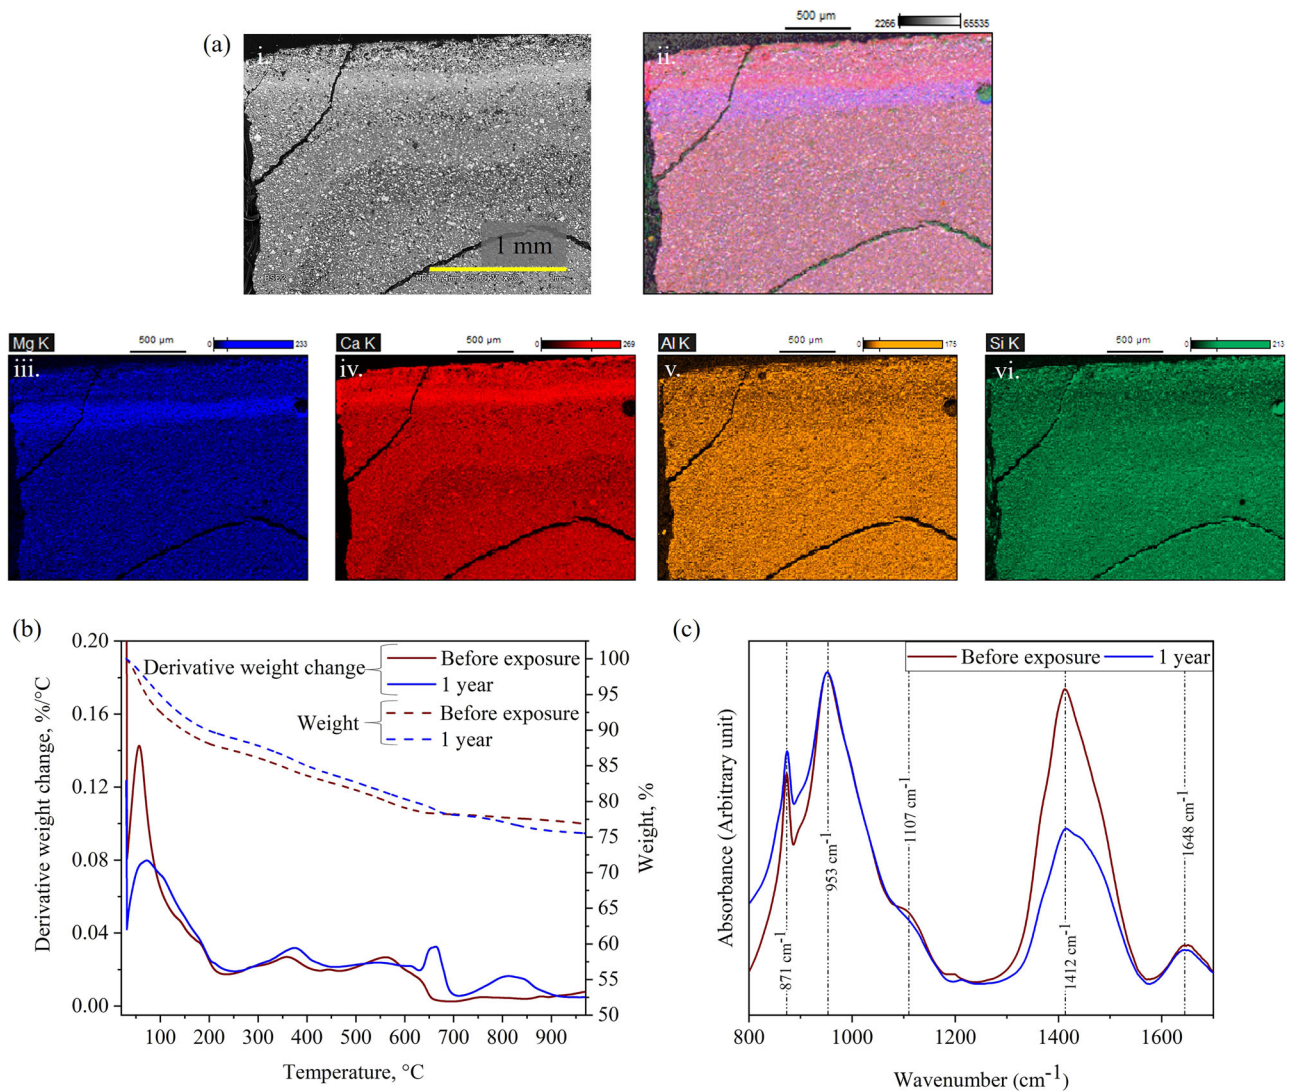 500 µm
2266
65535
(a)
i.
ii.
1 mm
Mg K
500 µm
0
233
Ca K
500 µm
0
269
Al K
500 µm
0
175
Si K
500 µm
0
213
iii.
iv.
v.
vi.
(b)
Derivative weight change, %/°C
0.20
0.16
0.12
0.08
0.04
0.00
Derivative weight change
Before exposure
1 year
Weight
Before exposure
1 year
100
95
90
85
80
75
70
65
60
55
50
Weight, %
100 200 300 400 500 600 700 800 900
Temperature, °C
(c)
Absorbance (Arbitrary unit)
Before exposure
1 year
871 cm-1
953 cm-1
1107 cm-1
1412 cm-1
1648 cm-1
800 1000 1200 1400 1600
Wavenumber (cm-1)